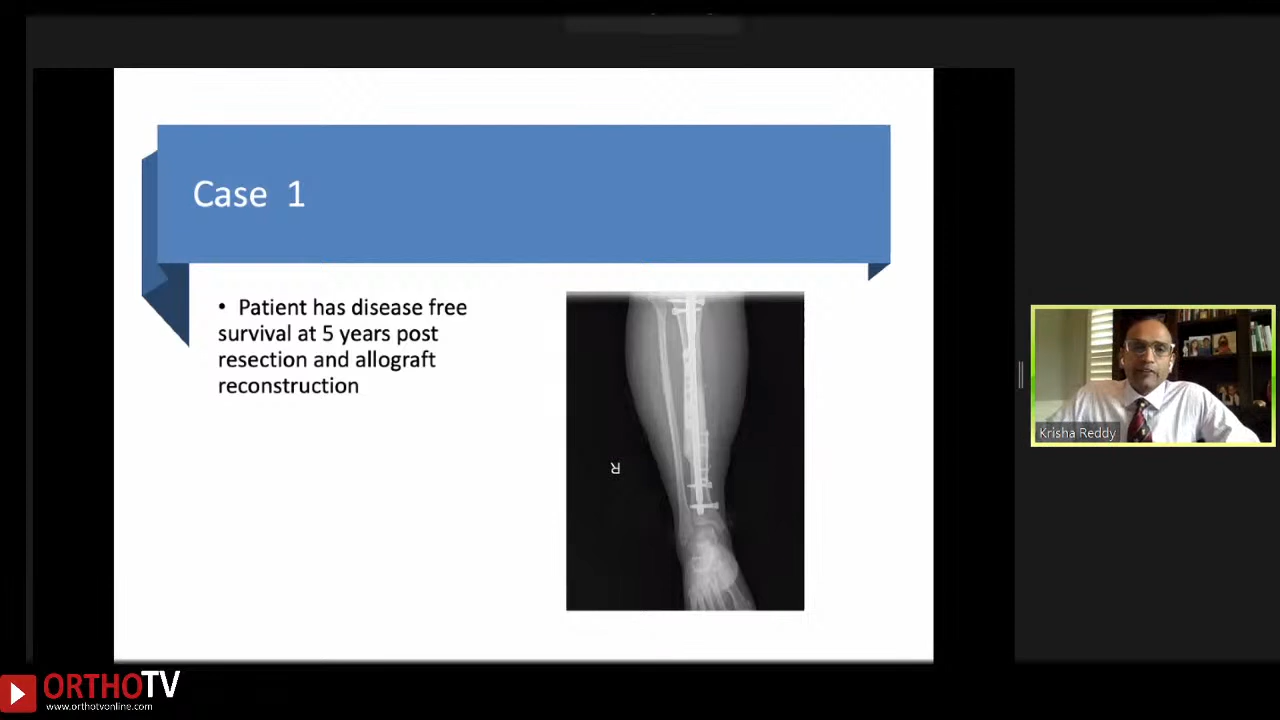 Case 1
• Patient has disease free
survival at 5 years post
resection and allograft
reconstruction
R
Krisha Reddy
ORTHOTV
www.orthotvonline.com